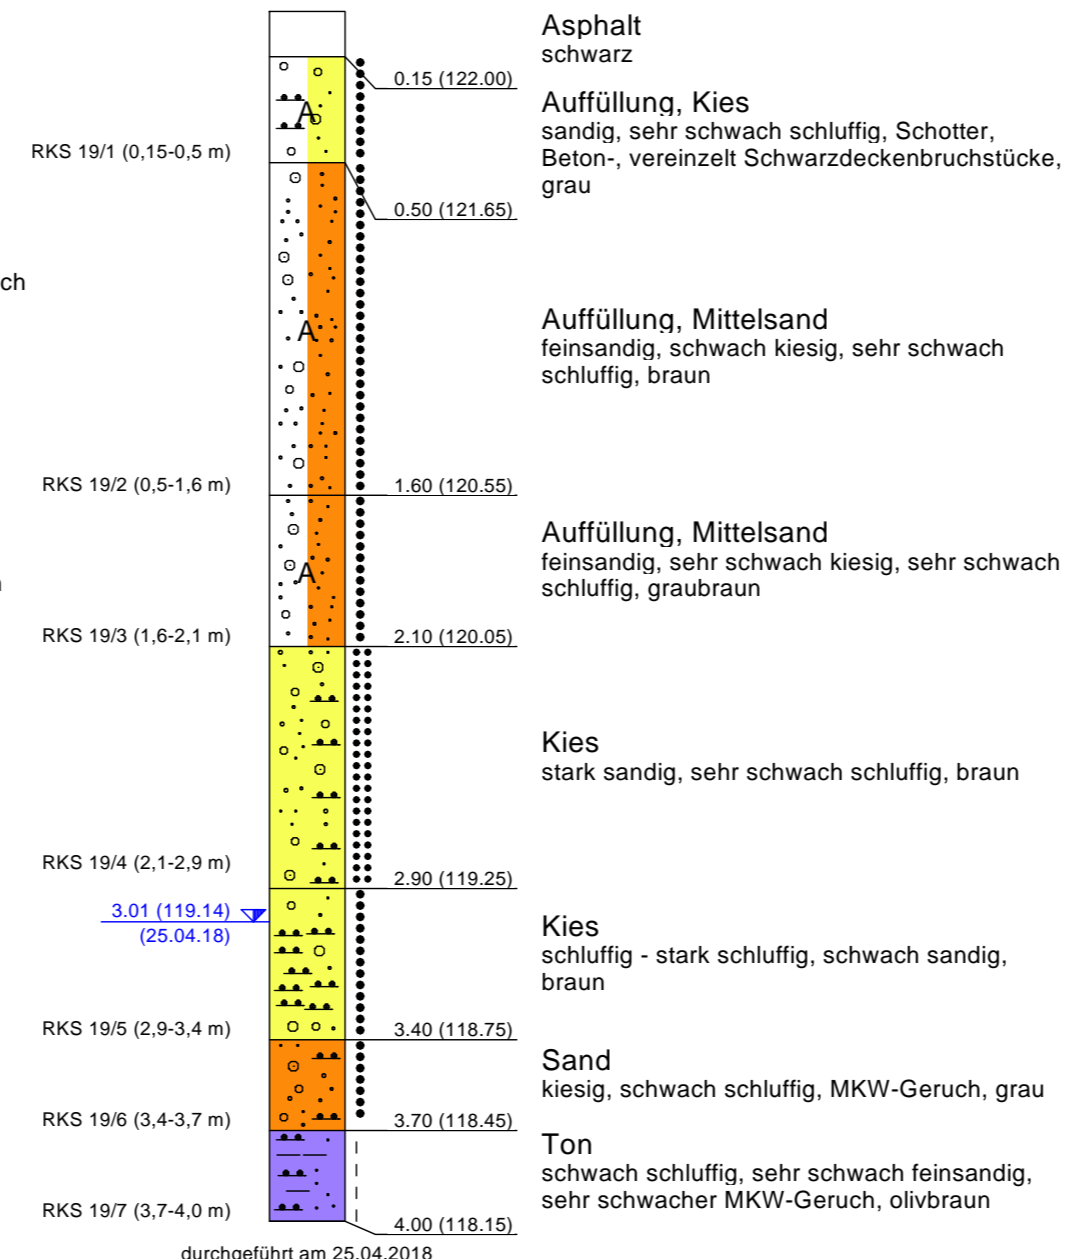 Asphalt
schwarz
0.15 (122.00)
Auffüllung, Kies
sandig, sehr schwach schluffig, Schotter,
Beton-, vereinzelt Schwarzdeckenbruchstücke,
grau
A
RKS 19/1 (0,15-0,5 m)
0.50 (121.65)
ch
Auffüllung, Mittelsand
feinsandig, schwach kiesig, sehr schwach
schluffig, braun
A
RKS 19/2 (0,5-1,6 m)
1.60 (120.55)
Auffüllung, Mittelsand
feinsandig, sehr schwach kiesig, sehr schwach
schluffig, graubraun
A
RKS 19/3 (1,6-2,1 m)
2.10 (120.05)
Kies
stark sandig, sehr schwach schluffig, braun
RKS 19/4 (2,1-2,9 m)
2.90 (119.25)
3.01 (119.14)
(25.04.18)
Kies
schluffig - stark schluffig, schwach sandig,
braun
RKS 19/5 (2,9-3,4 m)
3.40 (118.75)
Sand
kiesig, schwach schluffig, MKW-Geruch, grau
RKS 19/6 (3,4-3,7 m)
3.70 (118.45)
Ton
schwach schluffig, sehr schwach feinsandig,
sehr schwacher MKW-Geruch, olivbraun
RKS 19/7 (3,7-4,0 m)
4.00 (118.15)
durchgeführt am 25.04.2018